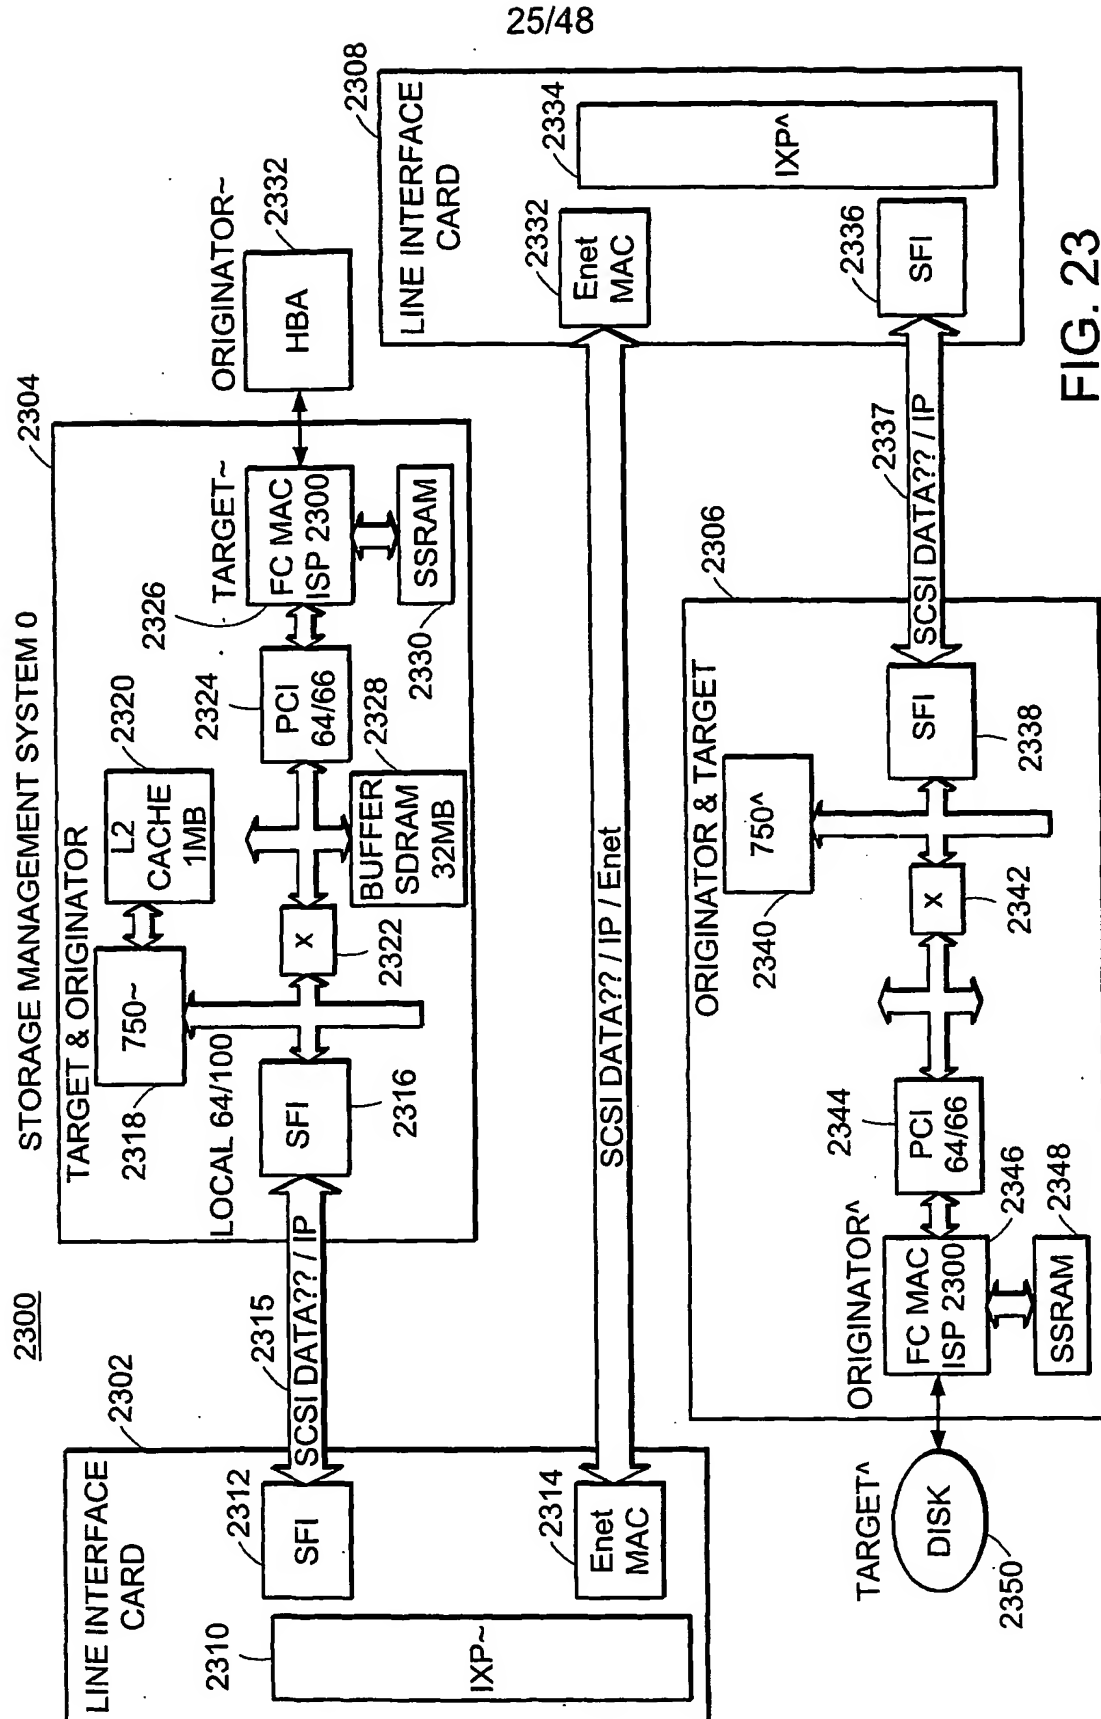 25/48
2300
STORAGE MANAGEMENT SYSTEM 0
2304
TARGET & ORIGINATOR
2318
750~
L2
CACHE
1MB
2320
LOCAL 64/100
SFI
2316
X
2322
BUFFER
SDRAM
32MB
2328
2324
PCI
64/66
2326
TARGET~
FC MAC
ISP 2300
SSRAM
2330
ORIGINATOR~
HBA
2332
2302
LINE INTERFACE
CARD
2310
IXP~
2312
SFI
2314
Enet
MAC
2315
SCSI DATA?? / IP
SCSI DATA?? / IP / Enet
2308
LINE INTERFACE
CARD
2332
Enet
MAC
2334
IXP^
2336
SFI
2337
SCSI DATA?? / IP
2306
ORIGINATOR & TARGET
2340
750^
SFI
2338
X
2342
2344
PCI
64/66
ORIGINATOR^
FC MAC
ISP 2300
2346
SSRAM
2348
TARGET^
DISK
2350
FIG. 23